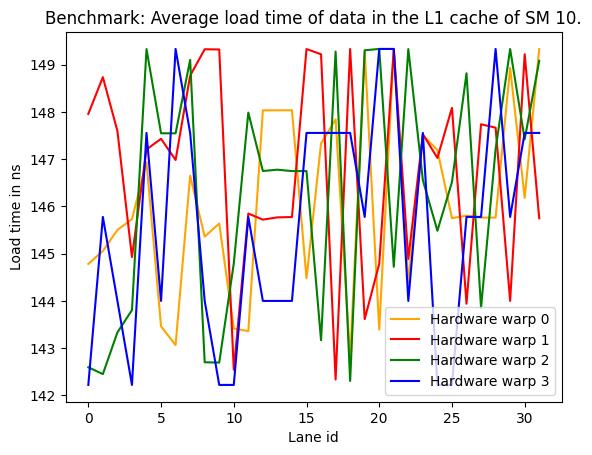 Benchmark: Average load time of data in the L1 cache of SM 10.
Load time in ns
149
148
147
146
145
144
143
142
0 5 10 15 20 25 30
Lane id
Hardware warp 0
Hardware warp 1
Hardware warp 2
Hardware warp 3